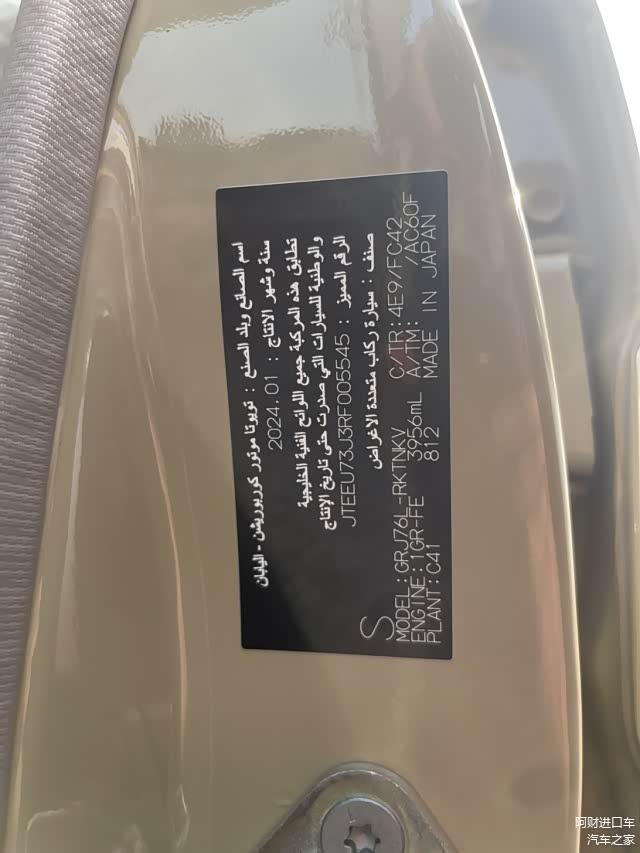 اسم الصانع وبلد الصنع : تويوتا موتور كوربوريشن - اليابان
سنة وشهر الانتاج : 2024.01
تطابق هذه المركبة جميع اللوائح الفنية الخليجية
والوطنية للسيارات التي صدرت حتى تاريخ الإنتاج
الرقم المميز : JTEEU73J3RF005545
صنف : سيارة ركاب متعددة الاغراض
S
MODEL:GRJ76L-RKTNKV C/TR:4E9/FC42
ENGINE:1GR-FE 3956mL A/TM: /AC60F
PLANT:C41 812 MADE IN JAPAN
阿财进口车
汽车之家